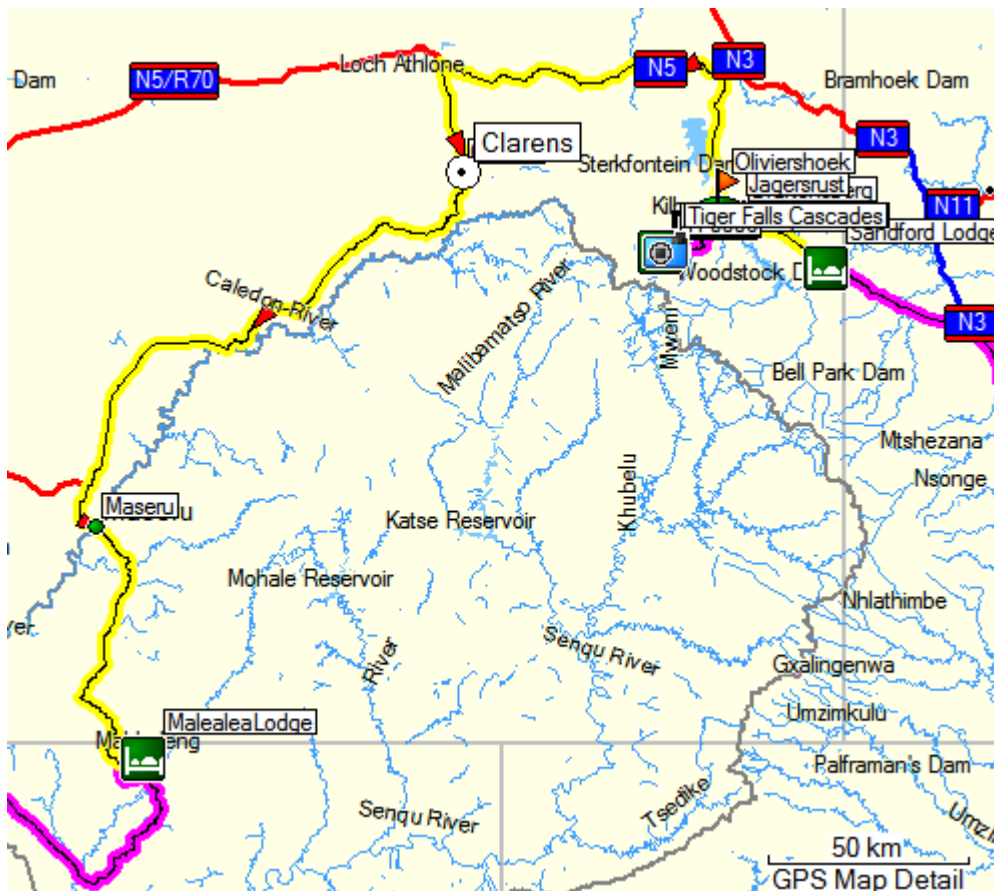 Dam
N5/R70
Loch Athlone
N5
N3
Bramhoek Dam
Clarens
N3
Sterkfontein Dam
Oliviershoek
Jagersrust
N11
Tiger Falls Cascades
Sandford Lodge
Woodstock D
Caledon-River
Malibamatso River
Mweni
N3
Bell Park Dam
Mtshezana
Nsonge
Maseru
Katse Reservoir
Khubelu
Mohale Reservoir
Nhlathimbe
Senqu River
River
Gxalingenwa
MalealeaLodge
Umzimkulu
Palframan's Dam
Tsedike
Senqu River
50 km
GPS Map Detail